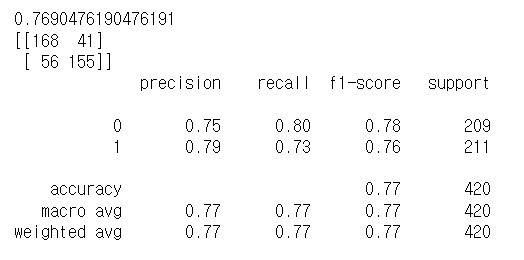 0.7690476190476191
[[168  41]
 [ 56 155]]
              precision    recall  f1-score   support

           0       0.75      0.80      0.78       209
           1       0.79      0.73      0.76       211

    accuracy                           0.77       420
   macro avg       0.77      0.77      0.77       420
weighted avg       0.77      0.77      0.77       420